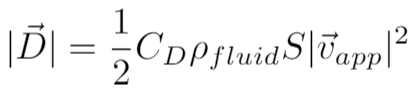 |\vec{D}| = \frac{1}{2} C_D \rho_{fluid} S |\vec{v}_{app}|^2